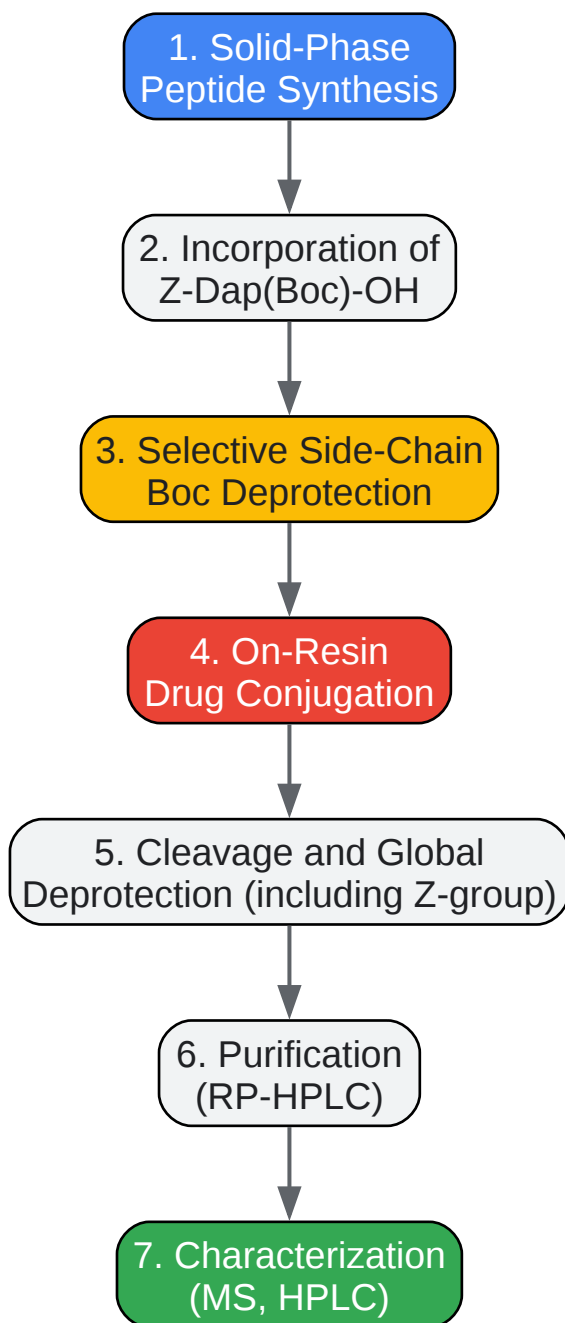 1. Solid-Phase
Peptide Synthesis
2. Incorporation of
Z-Dap(Boc)-OH
3. Selective Side-Chain
Boc Deprotection
4. On-Resin
Drug Conjugation
5. Cleavage and Global
Deprotection (including Z-group)
6. Purification
(RP-HPLC)
7. Characterization
(MS, HPLC)